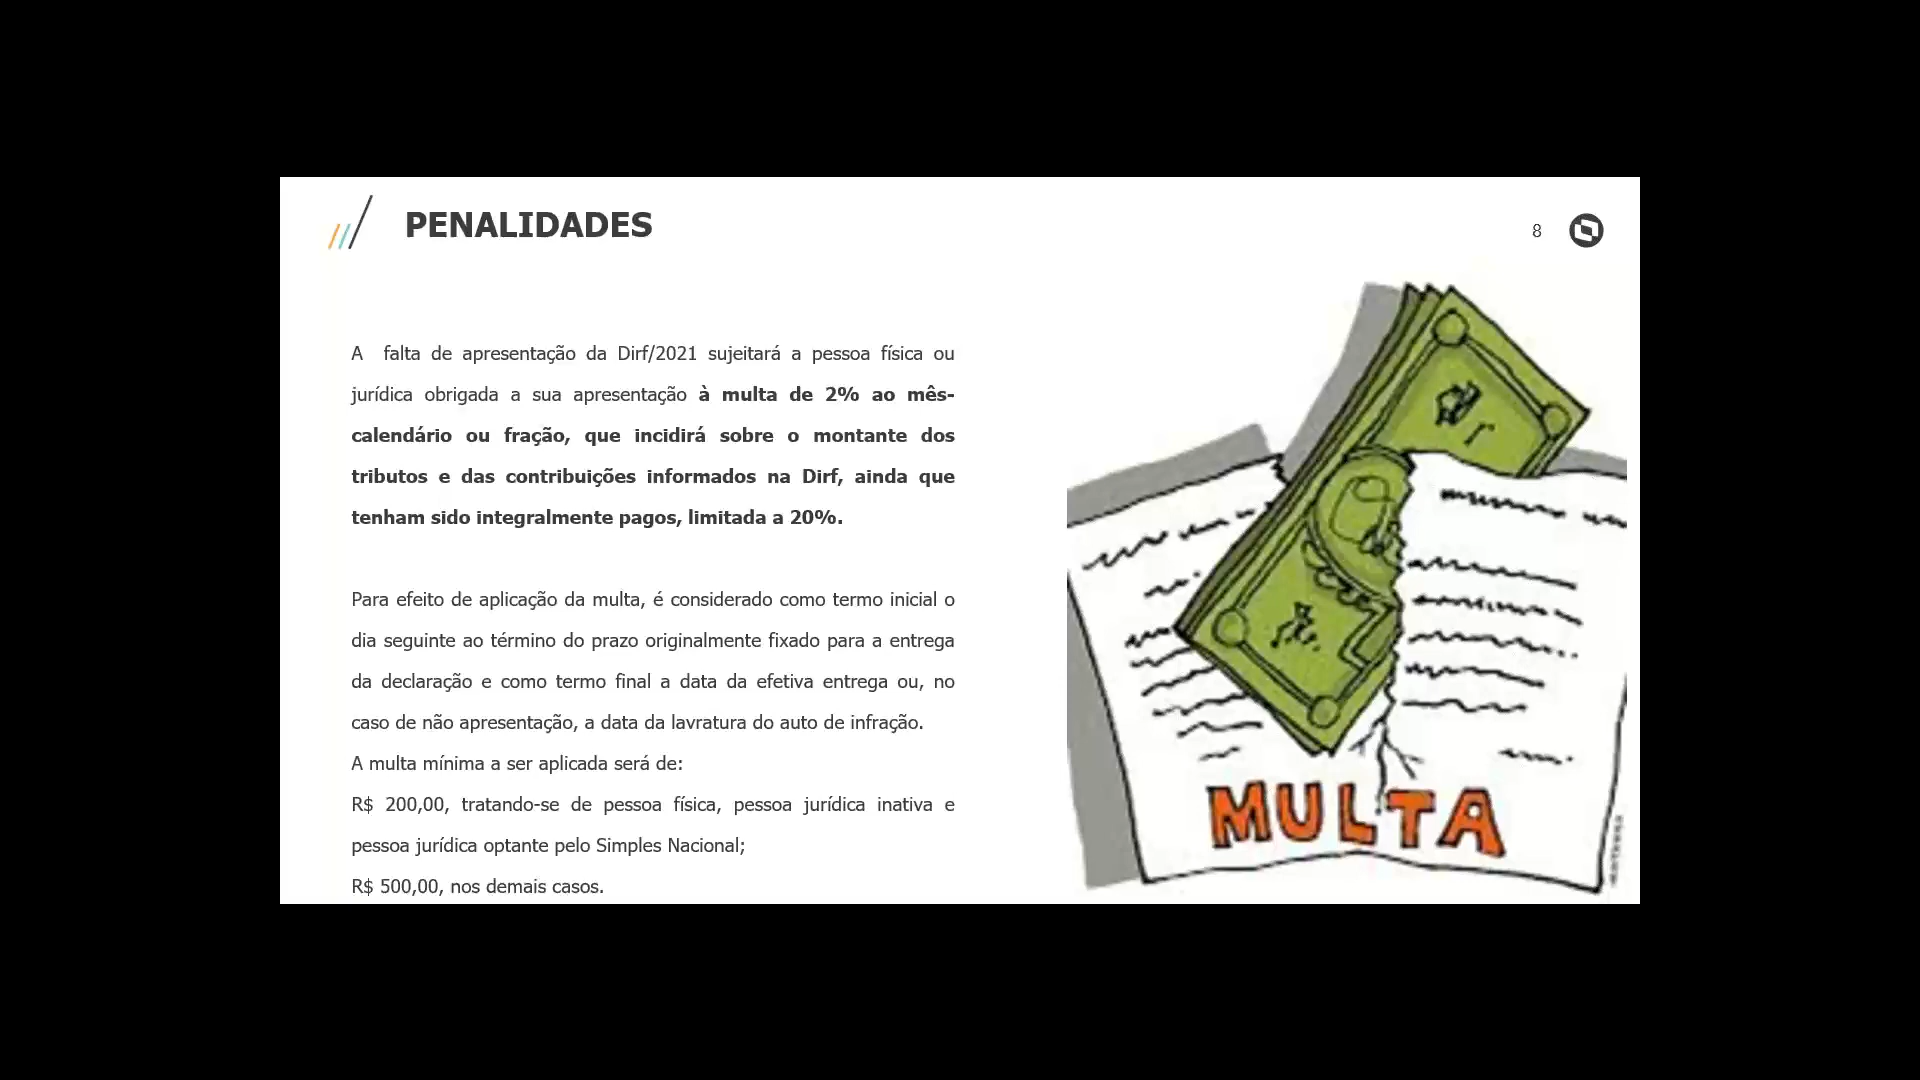 PENALIDADES
8
A falta de apresentação da Dirf/2021 sujeitará a pessoa física ou
jurídica obrigada a sua apresentação à multa de 2% ao mês-
calendário ou fração, que incidirá sobre o montante dos
tributos e das contribuições informados na Dirf, ainda que
tenham sido integralmente pagos, limitada a 20%.
Para efeito de aplicação da multa, é considerado como termo inicial o
dia seguinte ao término do prazo originalmente fixado para a entrega
da declaração e como termo final a data da efetiva entrega ou, no
caso de não apresentação, a data da lavratura do auto de infração.
A multa mínima a ser aplicada será de:
R$ 200,00, tratando-se de pessoa física, pessoa jurídica inativa e
pessoa jurídica optante pelo Simples Nacional;
R$ 500,00, nos demais casos.
MULTA